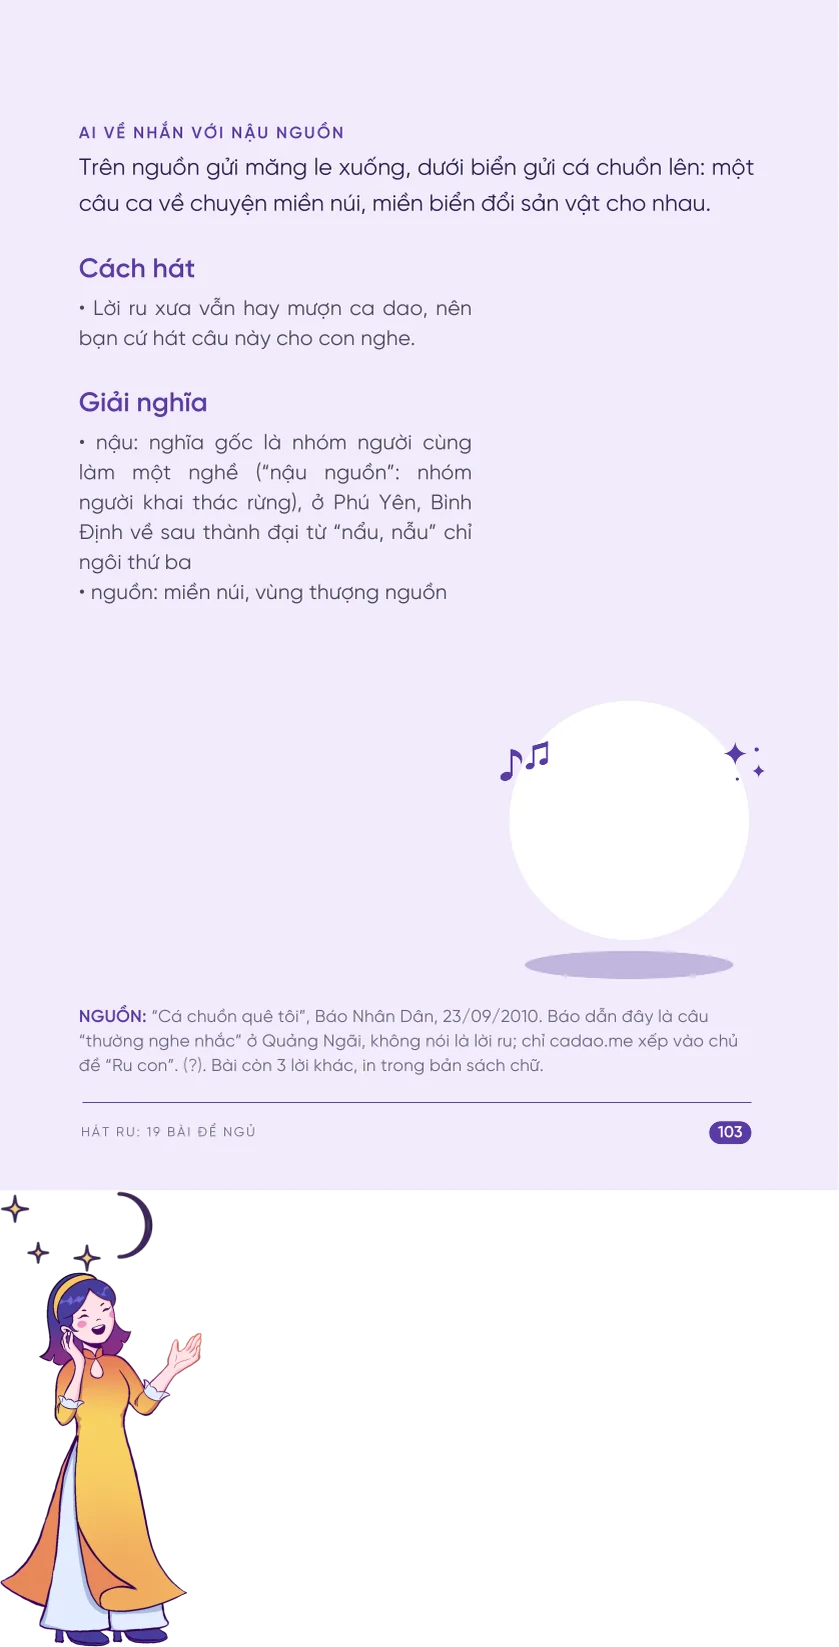 AI VỀ NHẮN VỚI NẬU NGUỒN
Trên nguồn gửi măng le xuống, dưới biển gửi cá chuồn lên: một
câu ca về chuyện miền núi, miền biển đổi sản vật cho nhau.
Cách hát
• Lời ru xưa vẫn hay mượn ca dao, nên
bạn cứ hát câu này cho con nghe.
Giải nghĩa
• nậu: nghĩa gốc là nhóm người cùng
làm một nghề (“nậu nguồn”: nhóm
người khai thác rừng), ở Phú Yên, Bình
Định về sau thành đại từ “nẩu, nẫu” chỉ
ngôi thứ ba
• nguồn: miền núi, vùng thượng nguồn
NGUỒN: “Cá chuồn quê tôi”, Báo Nhân Dân, 23/09/2010. Báo dẫn đây là câu
“thường nghe nhắc” ở Quảng Ngãi, không nói là lời ru; chỉ cadao.me xếp vào chủ
đề “Ru con”. (?). Bài còn 3 lời khác, in trong bản sách chữ.
HÁT RU: 19 BÀI ĐỂ NGỦ
103